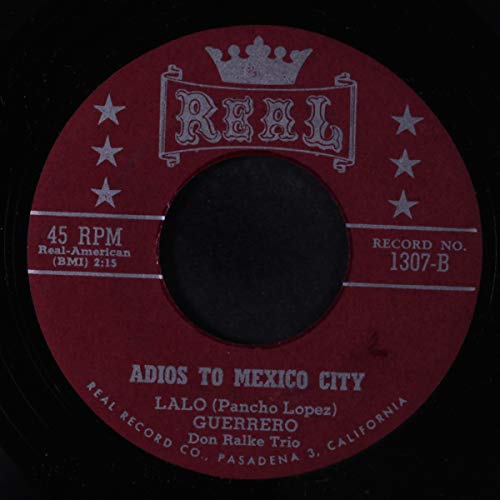 REAL
45 RPM
Real-American
(BMI) 2:15
RECORD NO.
1307-B
ADIOS TO MEXICO CITY
LALO (Pancho Lopez)
GUERRERO
Don Ralke Trio
REAL RECORD CO., PASADENA 3, CALIFORNIA